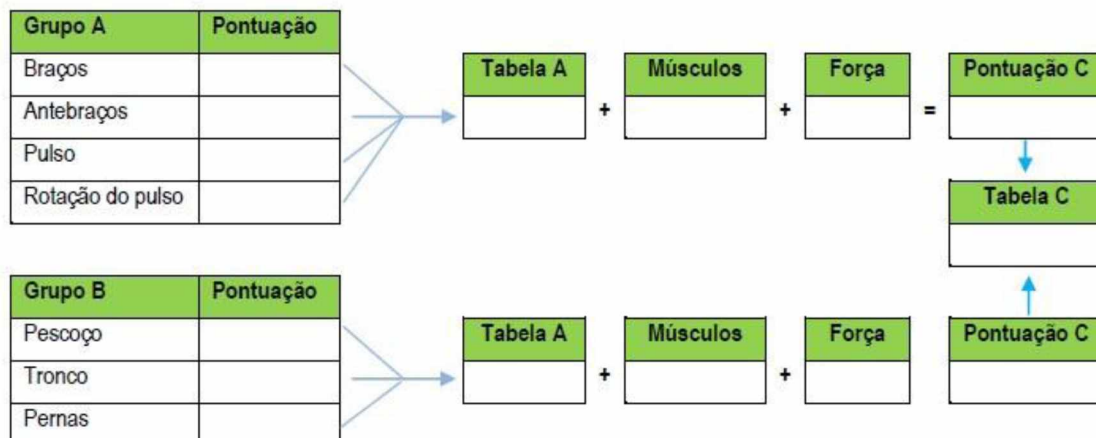 Grupo A Pontuação
Braços
Antebraços
Pulso
Rotação do pulso
Tabela A + Músculos + Força = Pontuação C
Tabela C
Grupo B Pontuação
Pescoço
Tronco
Pernas
Tabela A + Músculos + Força Pontuação C